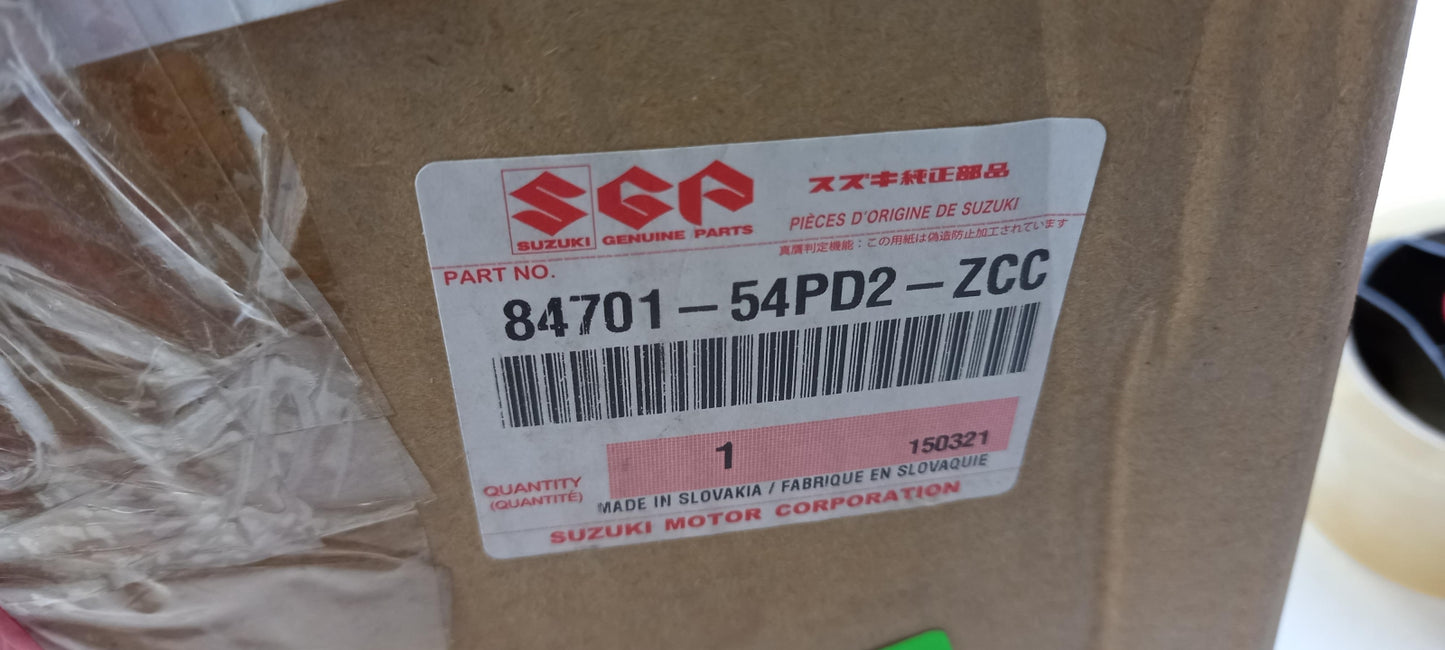 SGP スズキ純正部品
SUZUKI GENUINE PARTS PIÈCES D'ORIGINE DE SUZUKI
真贋判定機能：この用紙は偽造防止加工されています
PART NO.
84701-54PD2-ZCC
1 150321
QUANTITY
(QUANTITÉ)
MADE IN SLOVAKIA / FABRIQUE EN SLOVAQUIE
SUZUKI MOTOR CORPORATION